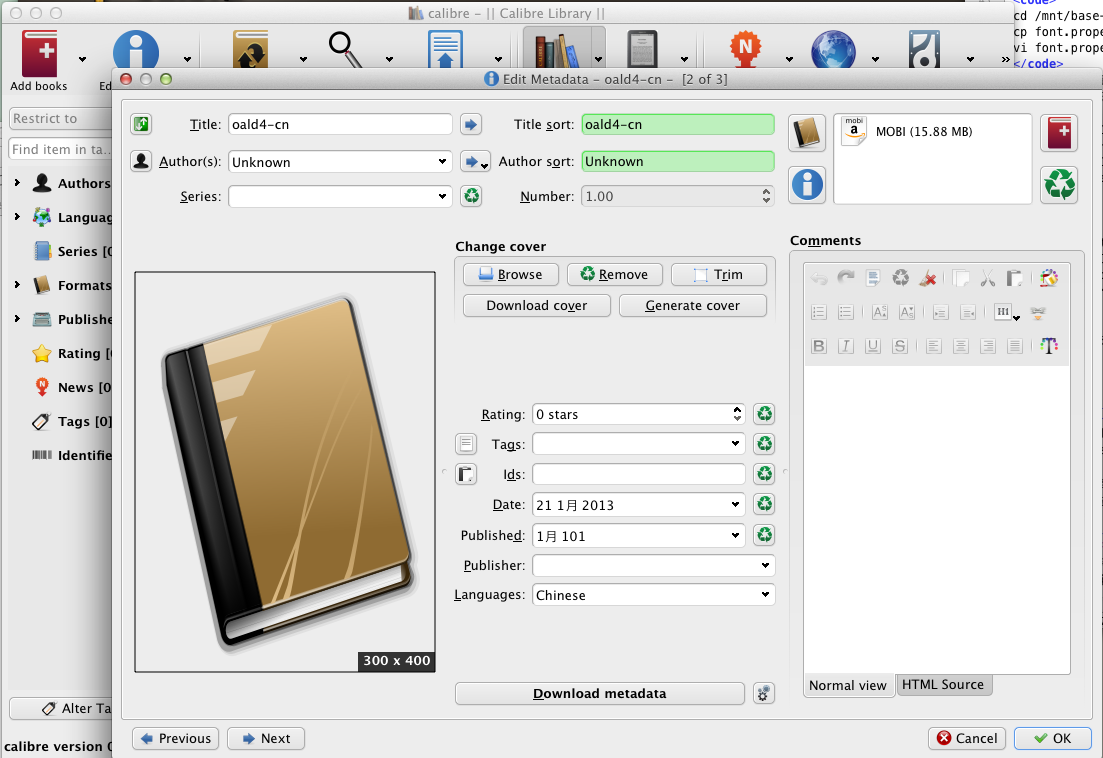 calibre – || Calibre Library ||
<code>
cd /mnt/base-
cp font.prope
vi font.prope
</code>
Add books
»
Edit Metadata – oald4-cn – [2 of 3]
Restrict to
Find item in ta..
Authors
Languag
Series [0
Formats
Publishe
Rating [
News [0
Tags [0]
Identifie
Alter Ta
calibre version 0
Title: oald4-cn
Title sort: oald4-cn
Author(s): Unknown
Author sort: Unknown
Series:
Number: 1.00
mobi
MOBI (15.88 MB)
Change cover
Browse
Remove
Trim
Download cover
Generate cover
300 x 400
Rating: 0 stars
Tags:
Ids:
Date: 21 1月 2013
Published: 1月 101
Publisher:
Languages: Chinese
Download metadata
Comments
H1
B I U S
Normal view
HTML Source
Previous
Next
Cancel
OK